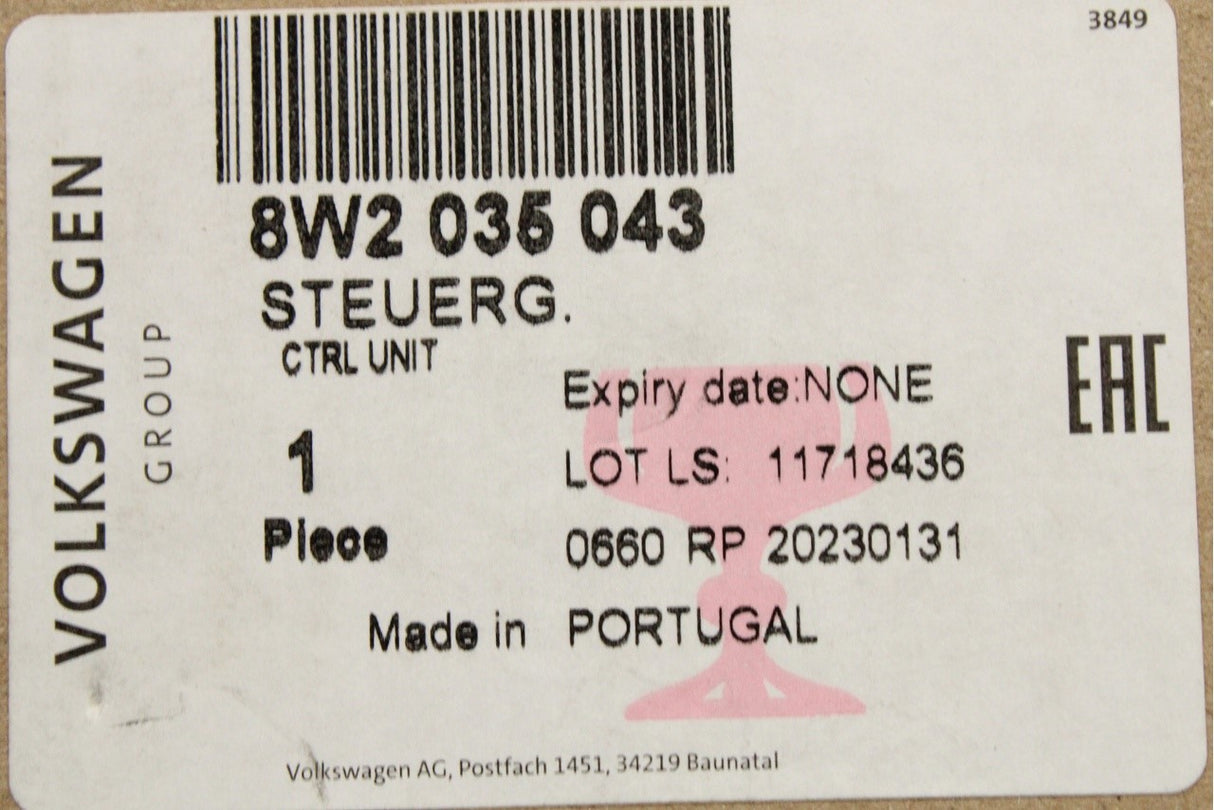 3849
VOLKSWAGEN
GROUP
8W2 035 043
STEUERG.
CTRL UNIT
Expiry date:NONE
1
LOT LS: 11718436
Piece
0660 RP 20230131
Made in PORTUGAL
EAC
Volkswagen AG, Postfach 1451, 34219 Baunatal